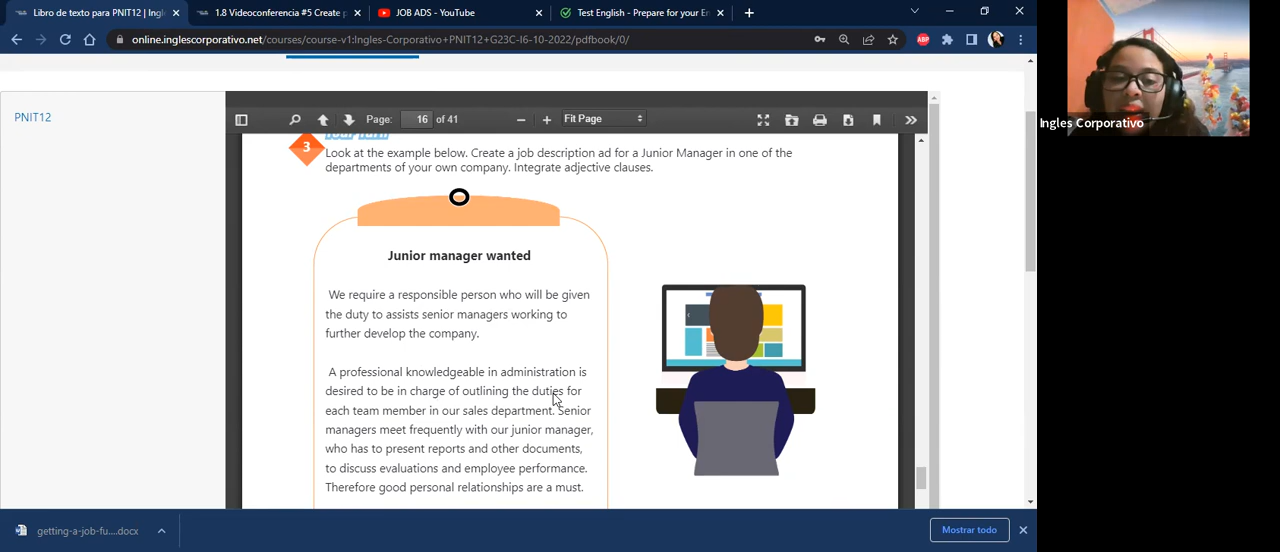 Libro de texto para PNIT12 | Ingle
1.8 Videoconferencia #5 Create p
JOB ADS - YouTube
Test English - Prepare for your En
online.inglescorporativo.net/courses/course-v1:Ingles-Corporativo+PNIT12+G23C-I6-10-2022/pdfbook/0/
ABP
Ingles Corporativo
PNIT12
Page: 16 of 41
Fit Page
3
Look at the example below. Create a job description ad for a Junior Manager in one of the
departments of your own company. Integrate adjective clauses.
Junior manager wanted
We require a responsible person who will be given
the duty to assists senior managers working to
further develop the company.
A professional knowledgeable in administration is
desired to be in charge of outlining the duties for
each team member in our sales department. Senior
managers meet frequently with our junior manager,
who has to present reports and other documents,
to discuss evaluations and employee performance.
Therefore good personal relationships are a must.
getting-a-job-fu....docx
Mostrar todo